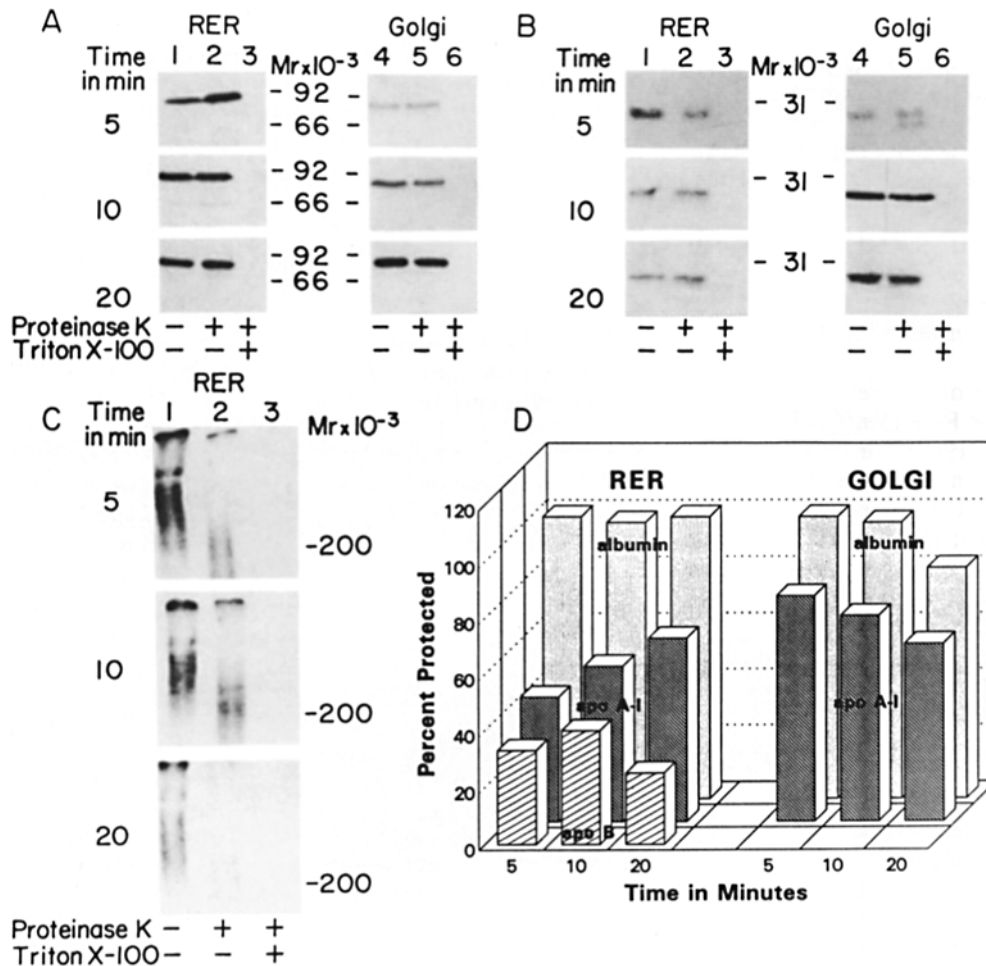 A
RER
Golgi
Time in min
1 2 3
Mr x 10-3
4 5 6
5
- 92 -
- 66 -
10
- 92 -
- 66 -
20
- 92 -
- 66 -
Proteinase K - + + - + +
Triton X-100 - - + - - +
B
RER
Golgi
Time in min
1 2 3
Mr x 10-3
4 5 6
5
- 31 -
10
- 31 -
20
- 31 -
- + + - + +
- - + - - +
C
RER
Time in min
1 2 3
Mr x 10-3
5
-200
10
-200
20
-200
Proteinase K - + +
Triton X-100 - - +
D
RER
GOLGI
Percent Protected
120
100
80
60
40
20
0
albumin
albumin
apo A-I
apo A-I
apo B
5 10 20 5 10 20
Time in Minutes